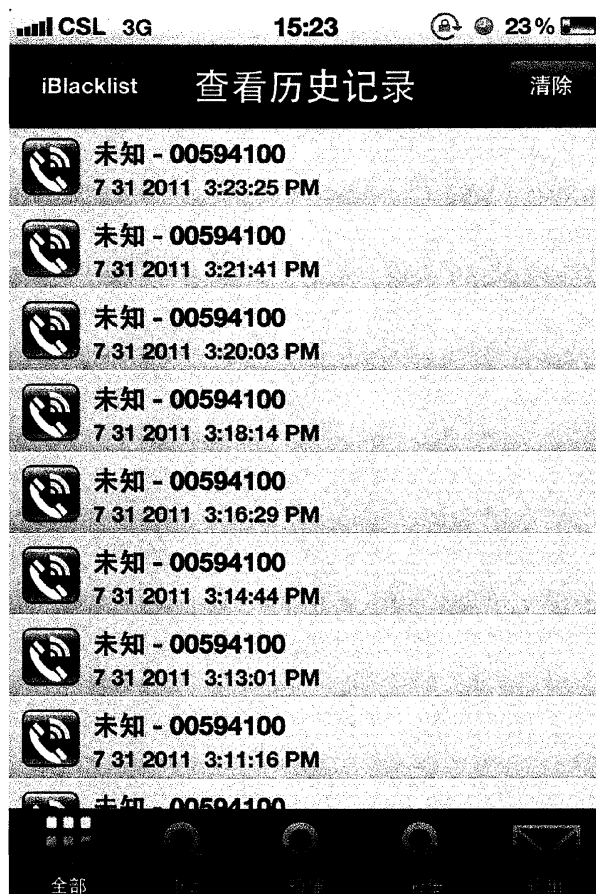 CSL 3G 15:23 23%
iBlacklist 查看历史记录 清除
未知 - 00594100
7 31 2011 3:23:25 PM
未知 - 00594100
7 31 2011 3:21:41 PM
未知 - 00594100
7 31 2011 3:20:03 PM
未知 - 00594100
7 31 2011 3:18:14 PM
未知 - 00594100
7 31 2011 3:16:29 PM
未知 - 00594100
7 31 2011 3:14:44 PM
未知 - 00594100
7 31 2011 3:13:01 PM
未知 - 00594100
7 31 2011 3:11:16 PM
未知 - 00594100
全部